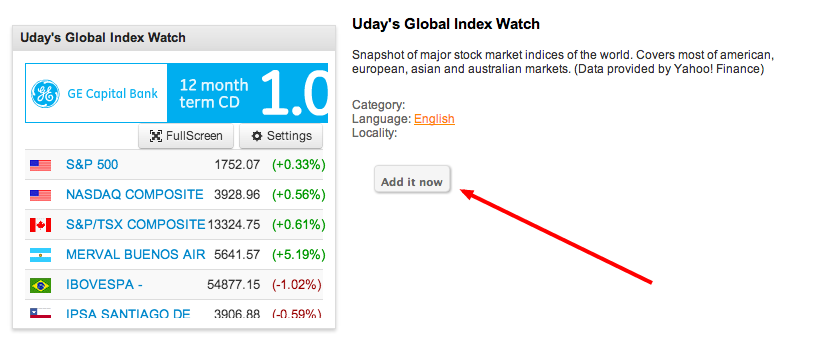 Uday's Global Index Watch
GE Capital Bank
12 month
term CD
1.0
FullScreen
Settings
S&P 500 1752.07 (+0.33%)
NASDAQ COMPOSITE 3928.96 (+0.56%)
S&P/TSX COMPOSITE 13324.75 (+0.61%)
MERVAL BUENOS AIR 5641.57 (+5.19%)
IBOVESPA - 54877.15 (-1.02%)
IPSA SANTIAGO DE 3906.88 (-0.59%)
Uday's Global Index Watch
Snapshot of major stock market indices of the world. Covers most of american,
european, asian and australian markets. (Data provided by Yahoo! Finance)
Category:
Language: English
Locality:
Add it now